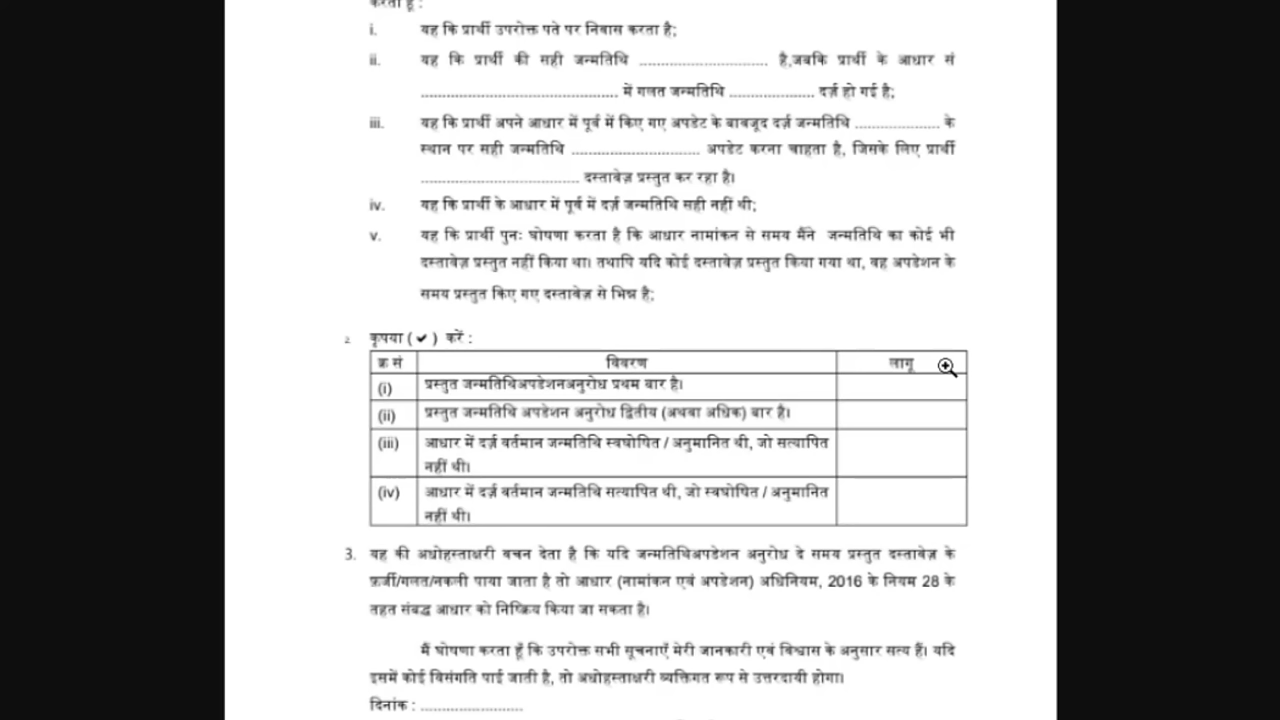 करता हूँ :
i. यह कि प्रार्थी उपरोक्त पते पर निवास करता है;
ii. यह कि प्रार्थी की सही जन्मतिथि ............................... है,जबकि प्रार्थी के आधार सं
................................................ में गलत जन्मतिथि .................... दर्ज़ हो गई है;
iii. यह कि प्रार्थी अपने आधार में पूर्व में किए गए अपडेट के बावजूद दर्ज़ जन्मतिथि .................... के
स्थान पर सही जन्मतिथि ............................... अपडेट करना चाहता है, जिसके लिए प्रार्थी
...................................... दस्तावेज़ प्रस्तुत कर रहा है।
iv. यह कि प्रार्थी के आधार में पूर्व में दर्ज़ जन्मतिथि सही नहीं थी;
v. यह कि प्रार्थी पुनः घोषणा करता है कि आधार नामांकन से समय मैंने जन्मतिथि का कोई भी
दस्तावेज़ प्रस्तुत नहीं किया था। तथापि यदि कोई दस्तावेज़ प्रस्तुत किया गया था, वह अपडेशन के
समय प्रस्तुत किए गए दस्तावेज़ से भिन्न है;
2. कृपया (✔) करें :
क्र सं विवरण लागू
(i) प्रस्तुत जन्मतिथिअपडेशनअनुरोध प्रथम बार है।
(ii) प्रस्तुत जन्मतिथि अपडेशन अनुरोध द्वितीय (अथवा अधिक) बार है।
(iii) आधार में दर्ज़ वर्तमान जन्मतिथि स्वघोषित / अनुमानित थी, जो सत्यापित
नहीं थी।
(iv) आधार में दर्ज़ वर्तमान जन्मतिथि सत्यापित थी, जो स्वघोषित / अनुमानित
नहीं थी।
3. यह की अधोहस्ताक्षरी वचन देता है कि यदि जन्मतिथिअपडेशन अनुरोध दे समय प्रस्तुत दस्तावेज़ के
फ़र्जी/गलत/नकली पाया जाता है तो आधार (नामांकन एवं अपडेशन) अधिनियम, 2016 के नियम 28 के
तहत संबद्ध आधार को निष्क्रिय किया जा सकता है।
मैं घोषणा करता हूँ कि उपरोक्त सभी सूचनाएँ मेरी जानकारी एवं विश्वास के अनुसार सत्य हैं। यदि
इसमें कोई विसंगति पाई जाती है, तो अधोहस्ताक्षरी व्यक्तिगत रूप से उत्तरदायी होगा।
दिनांक : .........................